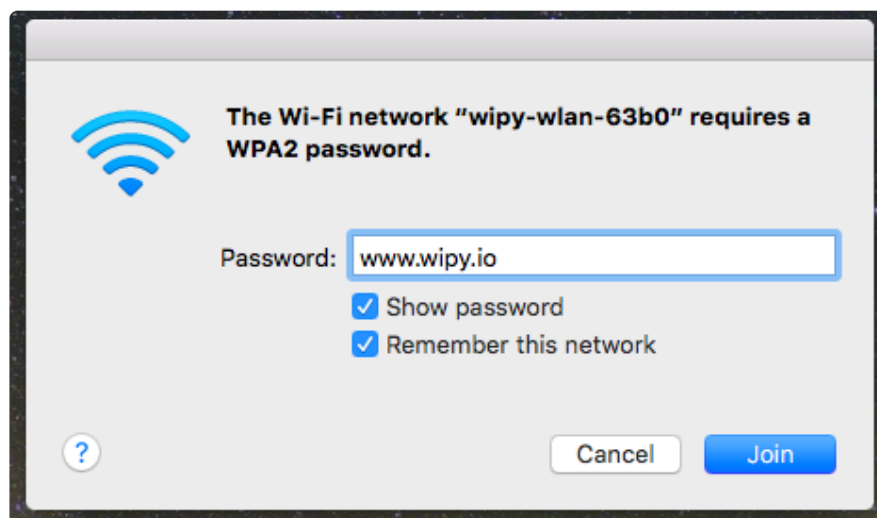 The Wi-Fi network “wipy-wlan-63b0” requires a
WPA2 password.
Password: www.wipy.io
Show password
Remember this network
? Cancel Join